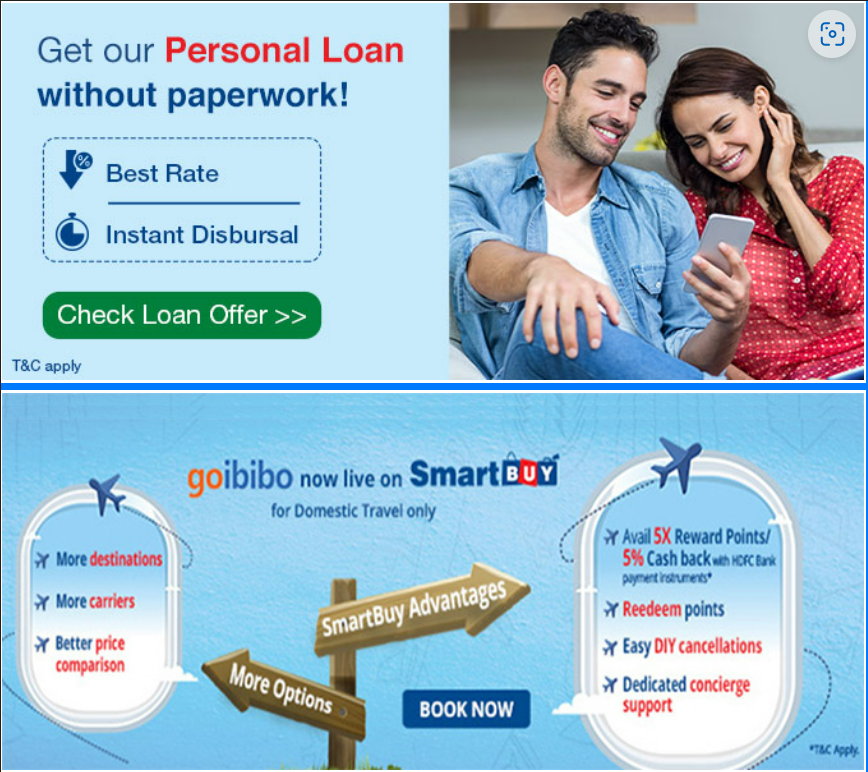 Get our Personal Loan
without paperwork!
Best Rate
Instant Disbursal
Check Loan Offer >>
T&C apply
goibibo now live on SmartBUY
for Domestic Travel only
More destinations
More carriers
Better price
comparison
SmartBuy Advantages
More Options
BOOK NOW
Avail 5X Reward Points/
5% Cash back with HDFC Bank
payment instruments*
Reedeem points
Easy DIY cancellations
Dedicated concierge
support
*T&C Apply.